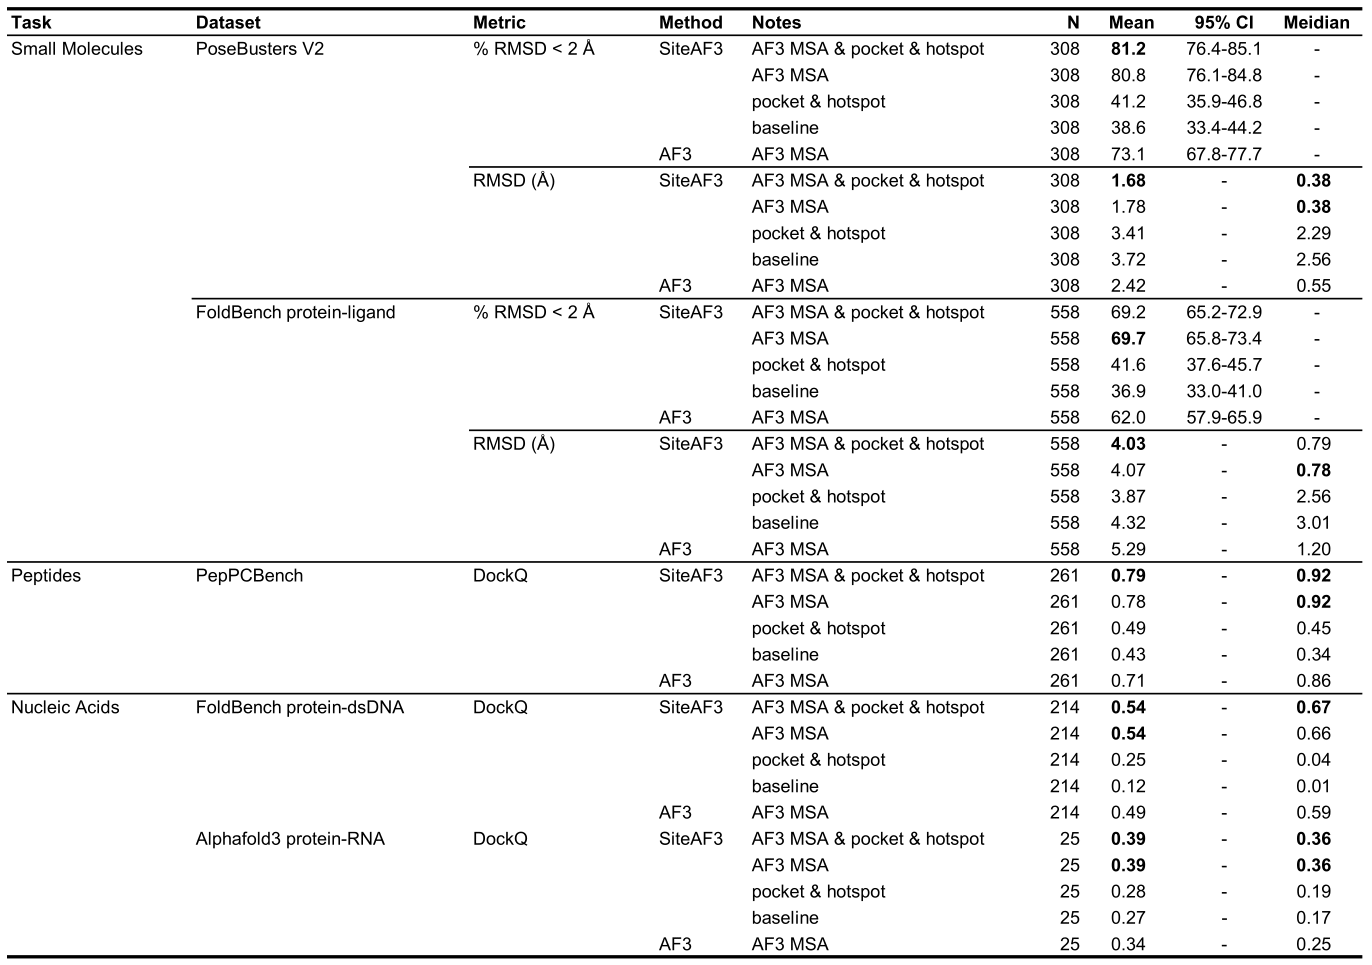 Task Dataset Metric Method Notes N Mean 95% CI Meidian
Small Molecules PoseBusters V2 % RMSD < 2 Å SiteAF3 AF3 MSA & pocket & hotspot 308 81.2 76.4-85.1 -
AF3 MSA 308 80.8 76.1-84.8 -
pocket & hotspot 308 41.2 35.9-46.8 -
baseline 308 38.6 33.4-44.2 -
AF3 AF3 MSA 308 73.1 67.8-77.7 -
RMSD (Å) SiteAF3 AF3 MSA & pocket & hotspot 308 1.68 - 0.38
AF3 MSA 308 1.78 - 0.38
pocket & hotspot 308 3.41 - 2.29
baseline 308 3.72 - 2.56
AF3 AF3 MSA 308 2.42 - 0.55
FoldBench protein-ligand % RMSD < 2 Å SiteAF3 AF3 MSA & pocket & hotspot 558 69.2 65.2-72.9 -
AF3 MSA 558 69.7 65.8-73.4 -
pocket & hotspot 558 41.6 37.6-45.7 -
baseline 558 36.9 33.0-41.0 -
AF3 AF3 MSA 558 62.0 57.9-65.9 -
RMSD (Å) SiteAF3 AF3 MSA & pocket & hotspot 558 4.03 - 0.79
AF3 MSA 558 4.07 - 0.78
pocket & hotspot 558 3.87 - 2.56
baseline 558 4.32 - 3.01
AF3 AF3 MSA 558 5.29 - 1.20
Peptides PepPCBench DockQ SiteAF3 AF3 MSA & pocket & hotspot 261 0.79 - 0.92
AF3 MSA 261 0.78 - 0.92
pocket & hotspot 261 0.49 - 0.45
baseline 261 0.43 - 0.34
AF3 AF3 MSA 261 0.71 - 0.86
Nucleic Acids FoldBench protein-dsDNA DockQ SiteAF3 AF3 MSA & pocket & hotspot 214 0.54 - 0.67
AF3 MSA 214 0.54 - 0.66
pocket & hotspot 214 0.25 - 0.04
baseline 214 0.12 - 0.01
AF3 AF3 MSA 214 0.49 - 0.59
Alphafold3 protein-RNA DockQ SiteAF3 AF3 MSA & pocket & hotspot 25 0.39 - 0.36
AF3 MSA 25 0.39 - 0.36
pocket & hotspot 25 0.28 - 0.19
baseline 25 0.27 - 0.17
AF3 AF3 MSA 25 0.34 - 0.25